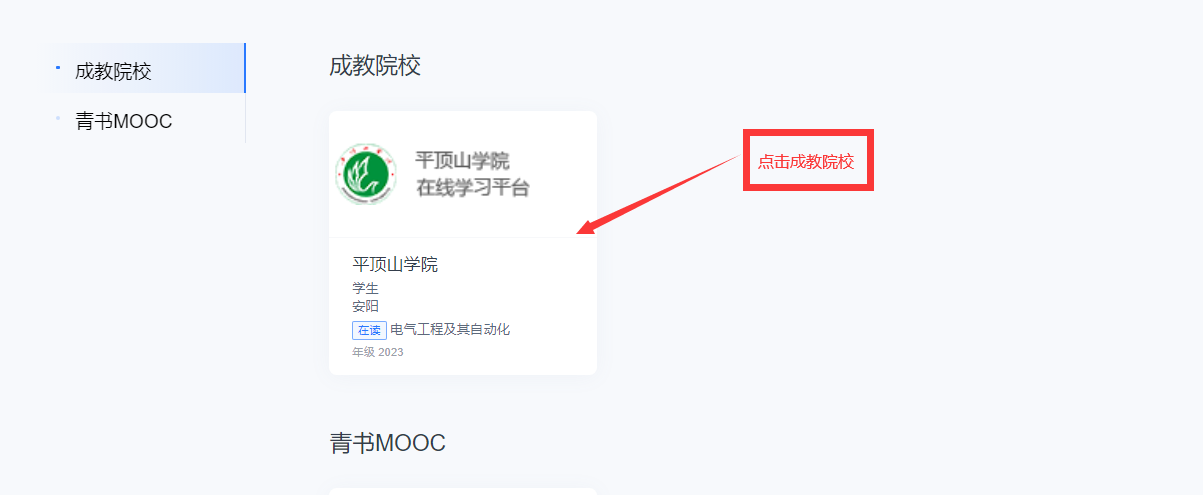 成教院校
青书MOOC
成教院校
平顶山学院
在线学习平台
点击成教院校
平顶山学院
学生
安阳
在读 电气工程及其自动化
年级 2023
青书MOOC